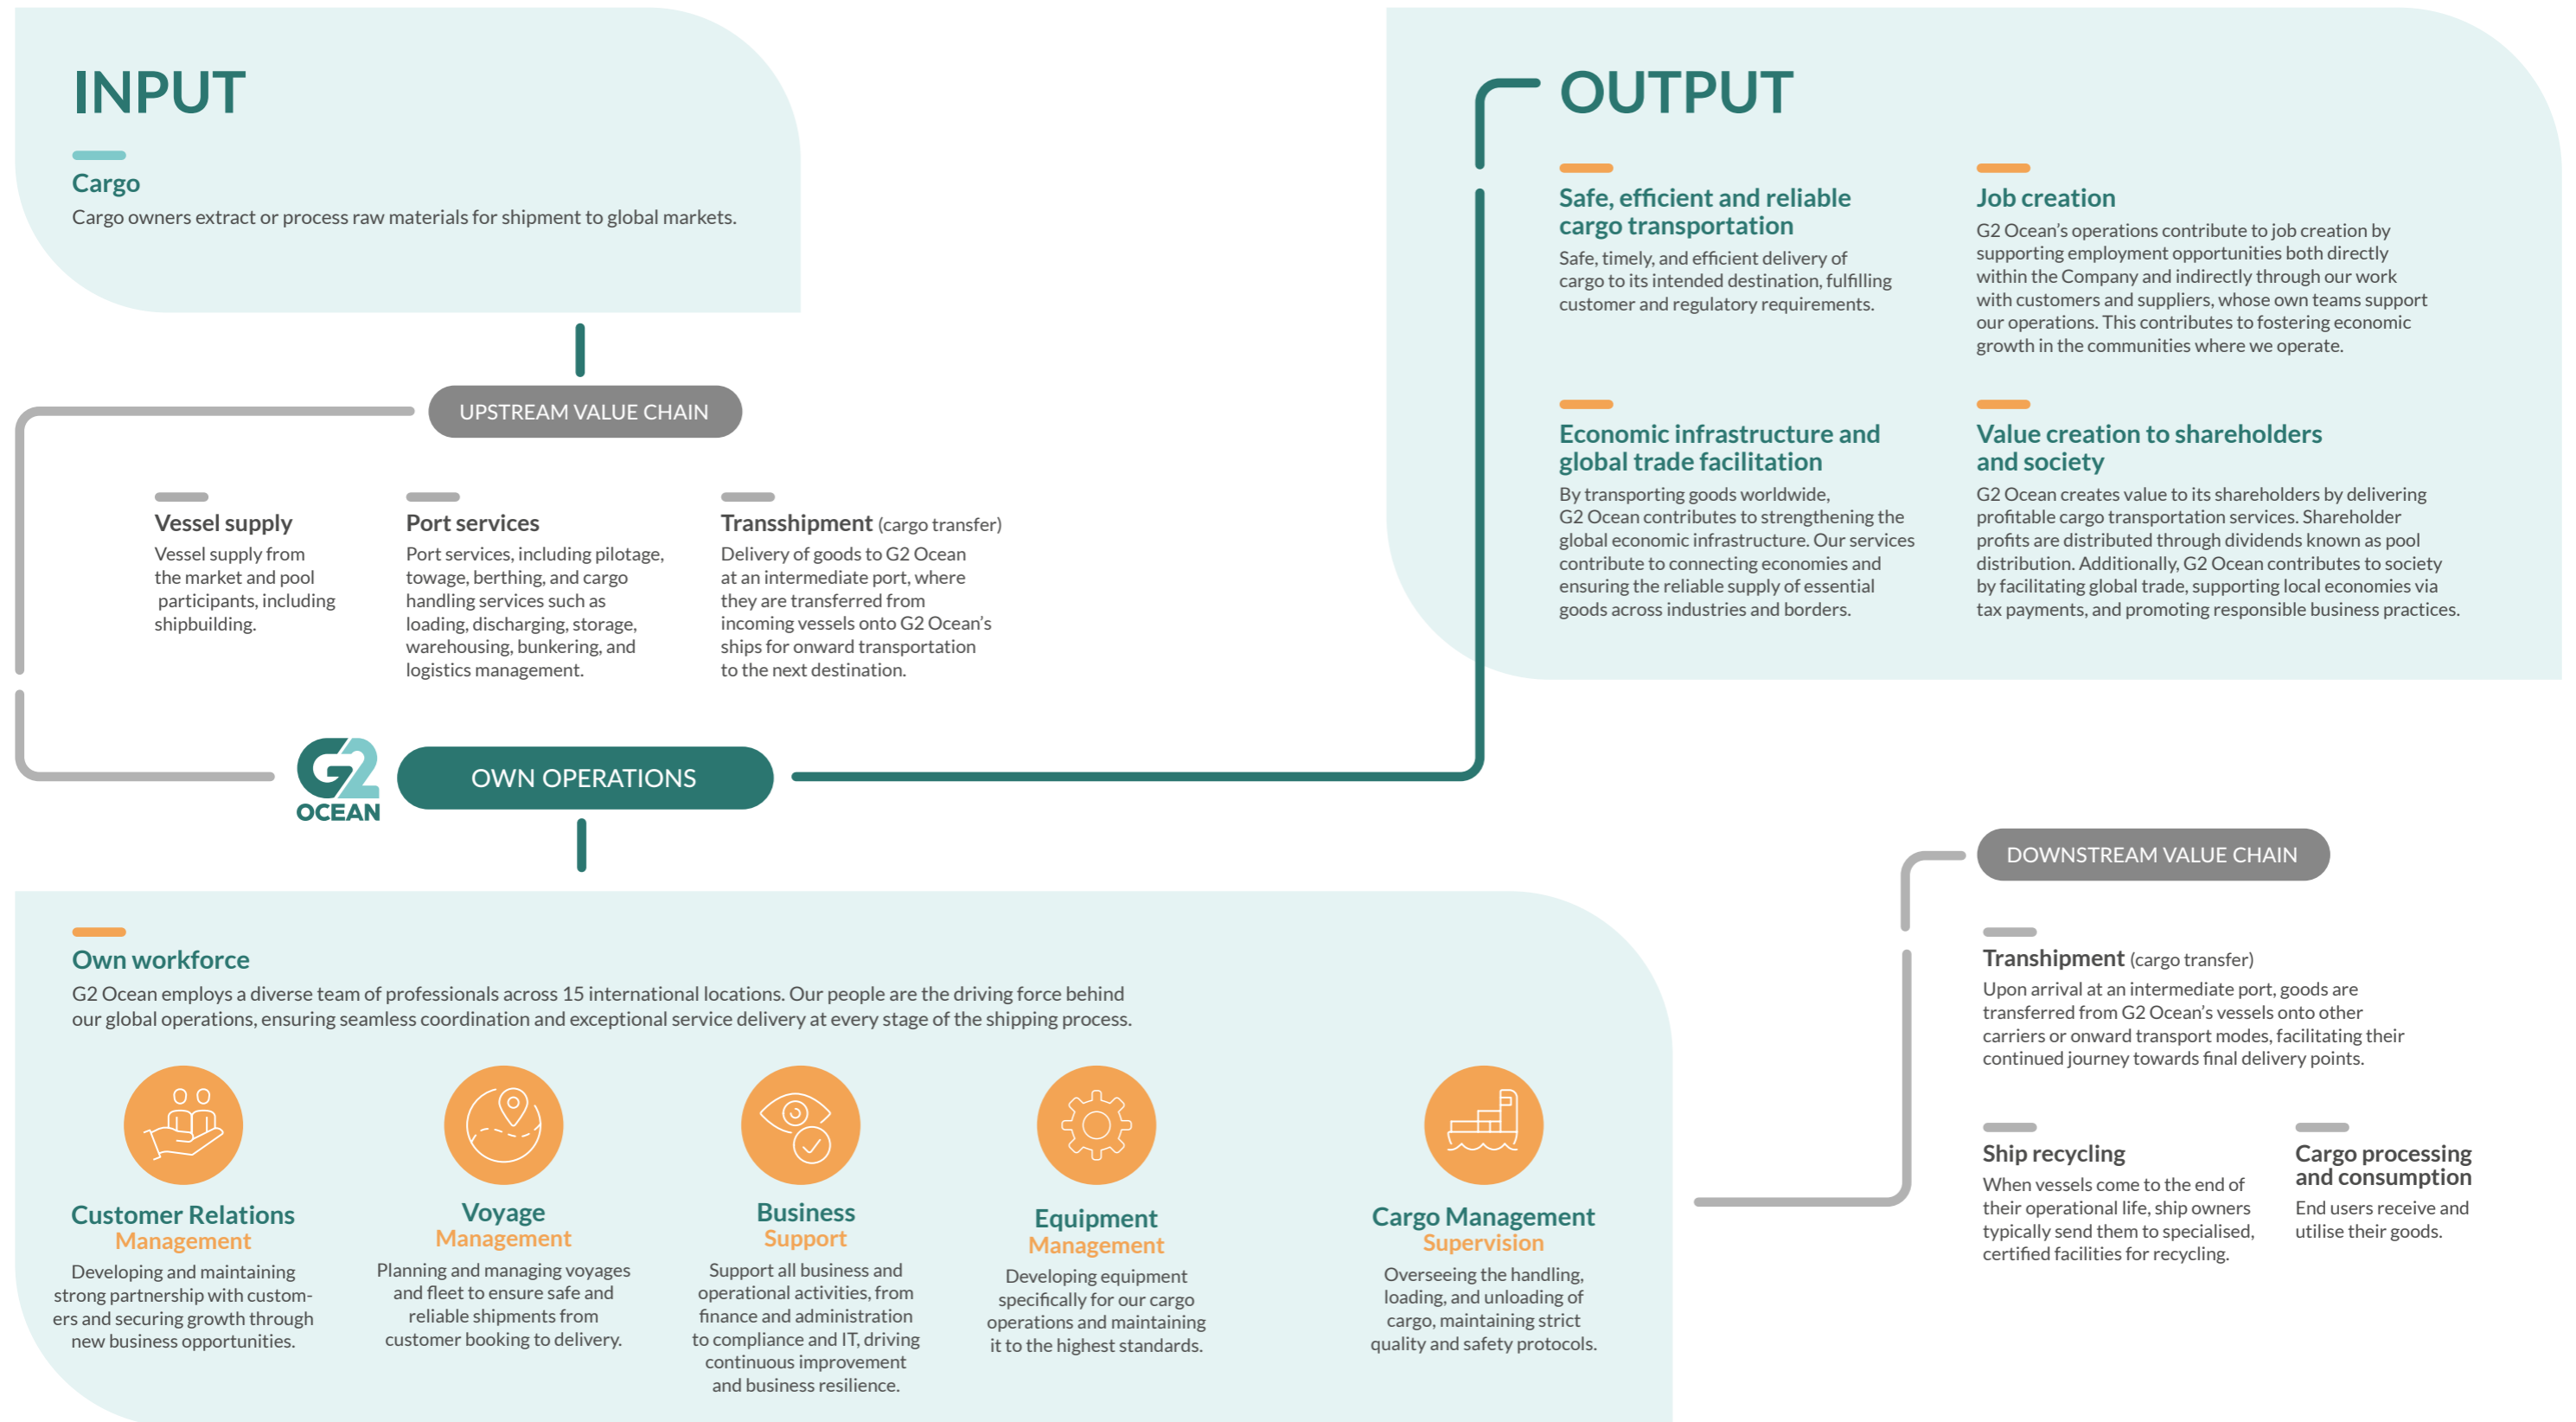 INPUT
Cargo
Cargo owners extract or process raw materials for shipment to global markets.
UPSTREAM VALUE CHAIN
Vessel supply
Vessel supply from
the market and pool
participants, including
shipbuilding.
Port services
Port services, including pilotage,
towage, berthing, and cargo
handling services such as
loading, discharging, storage,
warehousing, bunkering, and
logistics management.
Transshipment (cargo transfer)
Delivery of goods to G2 Ocean
at an intermediate port, where
they are transferred from
incoming vessels onto G2 Ocean’s
ships for onward transportation
to the next destination.
G2
OCEAN
OWN OPERATIONS
OUTPUT
Safe, efficient and reliable
cargo transportation
Safe, timely, and efficient delivery of
cargo to its intended destination, fulfilling
customer and regulatory requirements.
Job creation
G2 Ocean’s operations contribute to job creation by
supporting employment opportunities both directly
within the Company and indirectly through our work
with customers and suppliers, whose own teams support
our operations. This contributes to fostering economic
growth in the communities where we operate.
Economic infrastructure and
global trade facilitation
By transporting goods worldwide,
G2 Ocean contributes to strengthening the
global economic infrastructure. Our services
contribute to connecting economies and
ensuring the reliable supply of essential
goods across industries and borders.
Value creation to shareholders
and society
G2 Ocean creates value to its shareholders by delivering
profitable cargo transportation services. Shareholder
profits are distributed through dividends known as pool
distribution. Additionally, G2 Ocean contributes to society
by facilitating global trade, supporting local economies via
tax payments, and promoting responsible business practices.
Own workforce
G2 Ocean employs a diverse team of professionals across 15 international locations. Our people are the driving force behind
our global operations, ensuring seamless coordination and exceptional service delivery at every stage of the shipping process.
Customer Relations
Management
Developing and maintaining
strong partnership with custom-
ers and securing growth through
new business opportunities.
Voyage
Management
Planning and managing voyages
and fleet to ensure safe and
reliable shipments from
customer booking to delivery.
Business
Support
Support all business and
operational activities, from
finance and administration
to compliance and IT, driving
continuous improvement
and business resilience.
Equipment
Management
Developing equipment
specifically for our cargo
operations and maintaining
it to the highest standards.
Cargo Management
Supervision
Overseeing the handling,
loading, and unloading of
cargo, maintaining strict
quality and safety protocols.
DOWNSTREAM VALUE CHAIN
Transhipment (cargo transfer)
Upon arrival at an intermediate port, goods are
transferred from G2 Ocean’s vessels onto other
carriers or onward transport modes, facilitating their
continued journey towards final delivery points.
Ship recycling
When vessels come to the end of
their operational life, ship owners
typically send them to specialised,
certified facilities for recycling.
Cargo processing
and consumption
End users receive and
utilise their goods.